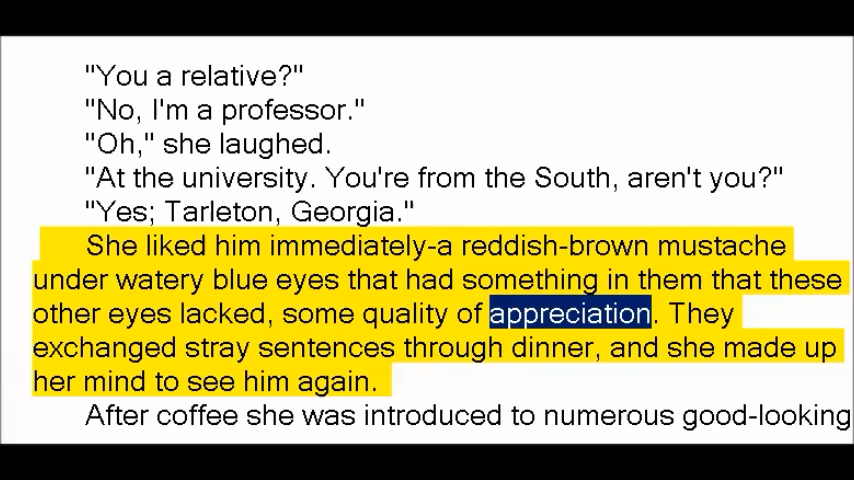 "You a relative?"
"No, I'm a professor."
"Oh," she laughed.
"At the university. You're from the South, aren't you?"
"Yes; Tarleton, Georgia."
She liked him immediately-a reddish-brown mustache
under watery blue eyes that had something in them that these
other eyes lacked, some quality of appreciation. They
exchanged stray sentences through dinner, and she made up
her mind to see him again.
After coffee she was introduced to numerous good-looking